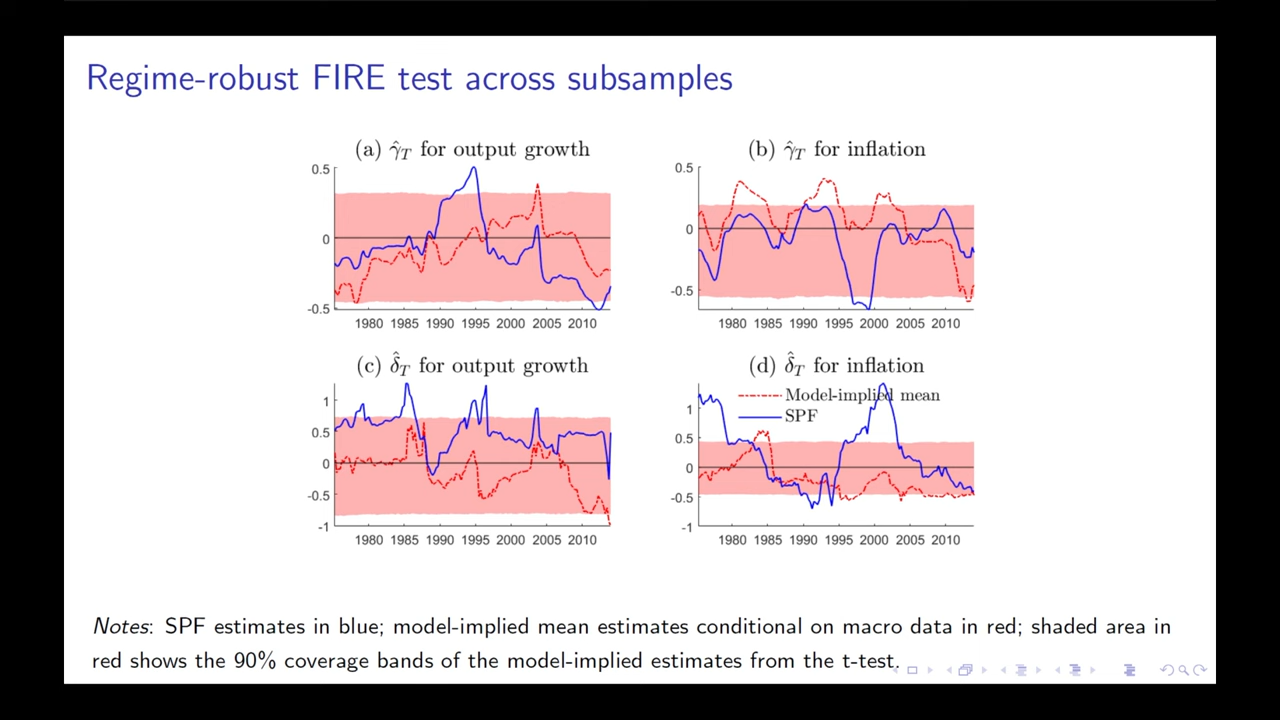 Regime-robust FIRE test across subsamples
(a) γ̂_T for output growth
0.5
0
-0.5
1980 1985 1990 1995 2000 2005 2010
(b) γ̂_T for inflation
0.5
0
-0.5
1980 1985 1990 1995 2000 2005 2010
(c) δ̂_T for output growth
1
0.5
0
-0.5
-1
1980 1985 1990 1995 2000 2005 2010
(d) δ̂_T for inflation
Model-implied mean
SPF
1
0.5
0
-0.5
-1
1980 1985 1990 1995 2000 2005 2010
Notes: SPF estimates in blue; model-implied mean estimates conditional on macro data in red; shaded area in
red shows the 90% coverage bands of the model-implied estimates from the t-test.